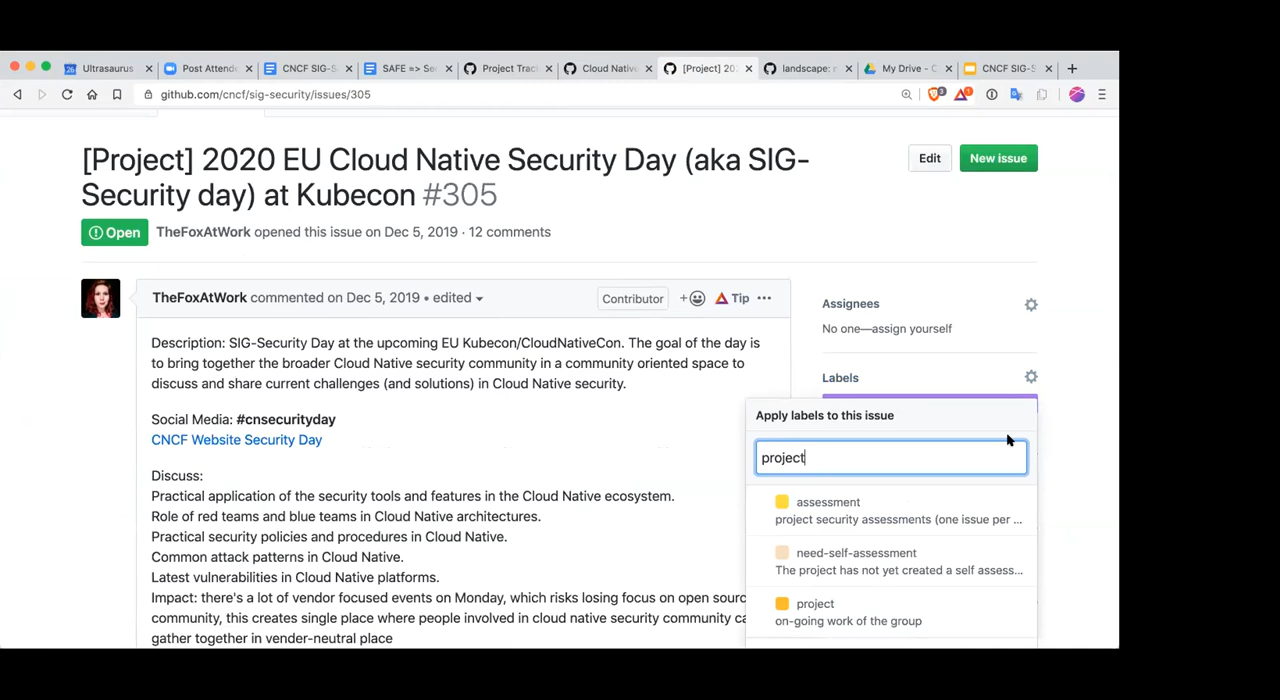 Ultrasaurus
Post Attende
CNCF SIG-S
SAFE => Se
Project Trac
Cloud Native
[Project] 20
landscape: r
My Drive - C
CNCF SIG-S
github.com/cncf/sig-security/issues/305
[Project] 2020 EU Cloud Native Security Day (aka SIG-
Security day) at Kubecon #305
Edit
New issue
Open
TheFoxAtWork opened this issue on Dec 5, 2019 · 12 comments
TheFoxAtWork commented on Dec 5, 2019 • edited
Contributor
Tip
Description: SIG-Security Day at the upcoming EU Kubecon/CloudNativeCon. The goal of the day is
to bring together the broader Cloud Native security community in a community oriented space to
discuss and share current challenges (and solutions) in Cloud Native security.
Social Media: #cnsecurityday
CNCF Website Security Day
Discuss:
Practical application of the security tools and features in the Cloud Native ecosystem.
Role of red teams and blue teams in Cloud Native architectures.
Practical security policies and procedures in Cloud Native.
Common attack patterns in Cloud Native.
Latest vulnerabilities in Cloud Native platforms.
Impact: there's a lot of vendor focused events on Monday, which risks losing focus on open sourc
community, this creates single place where people involved in cloud native security community ca
gather together in vender-neutral place
Assignees
No one—assign yourself
Labels
Apply labels to this issue
project
assessment
project security assessments (one issue per ...
need-self-assessment
The project has not yet created a self assess...
project
on-going work of the group